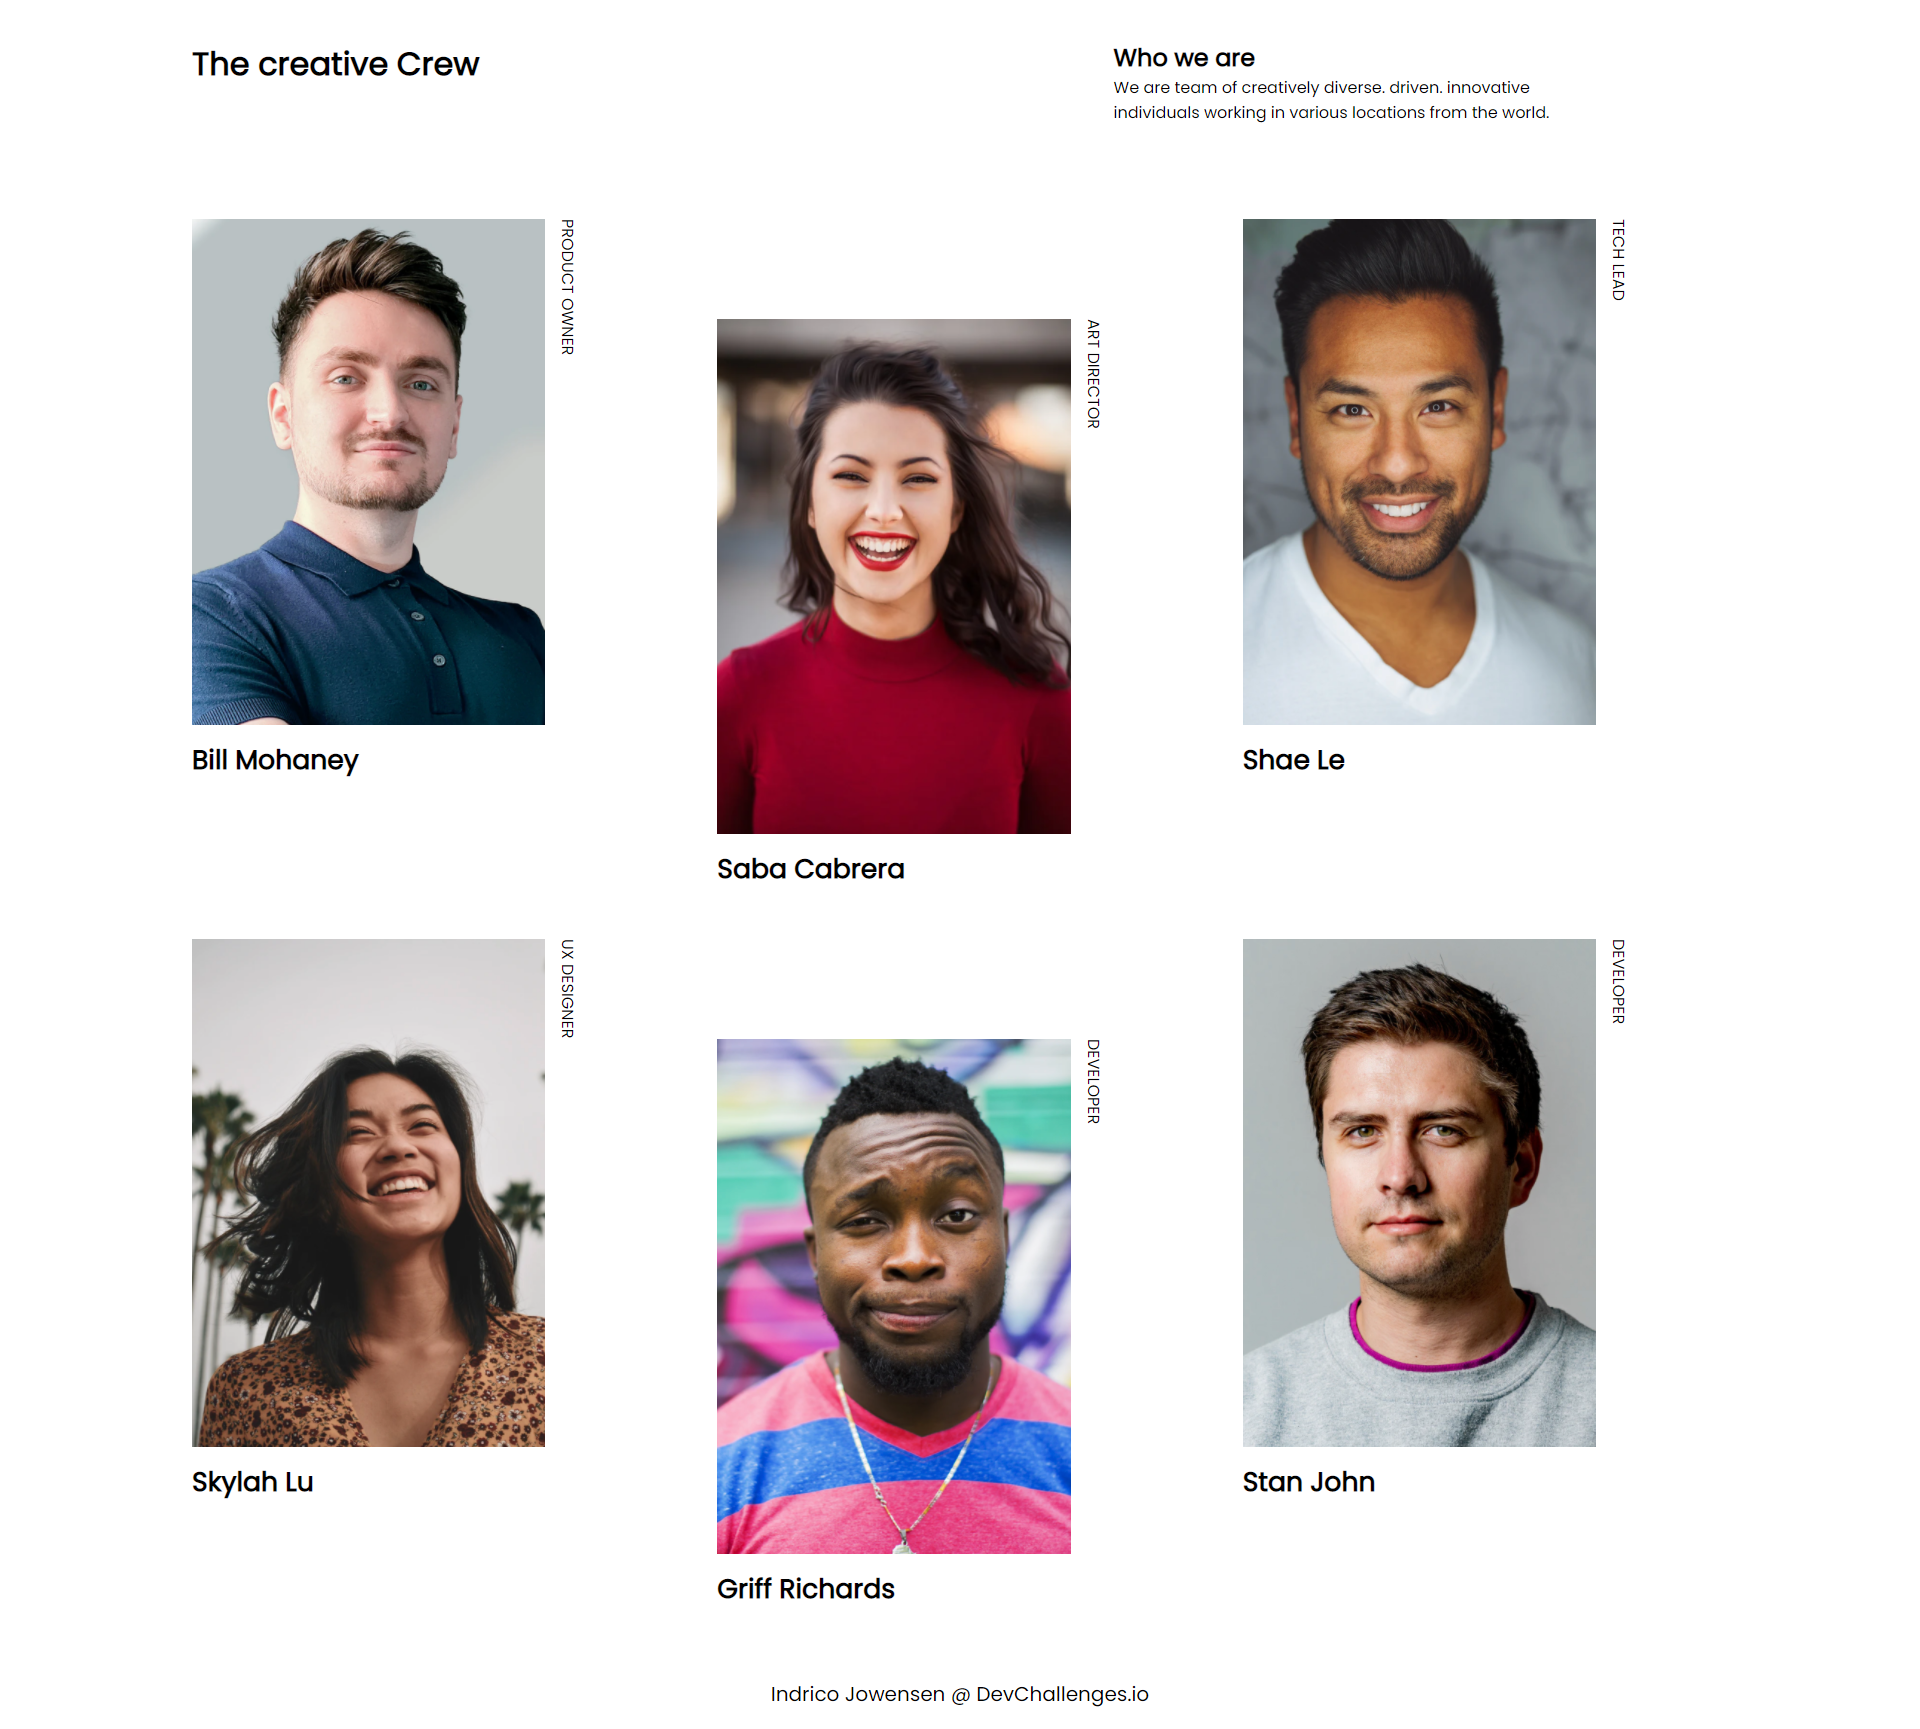 The creative Crew
Who we are
We are team of creatively diverse. driven. innovative
individuals working in various locations from the world.
PRODUCT OWNER
Bill Mohaney
ART DIRECTOR
Saba Cabrera
TECH LEAD
Shae Le
UX DESIGNER
Skylah Lu
DEVELOPER
Griff Richards
DEVELOPER
Stan John
Indrico Jowensen @ DevChallenges.io